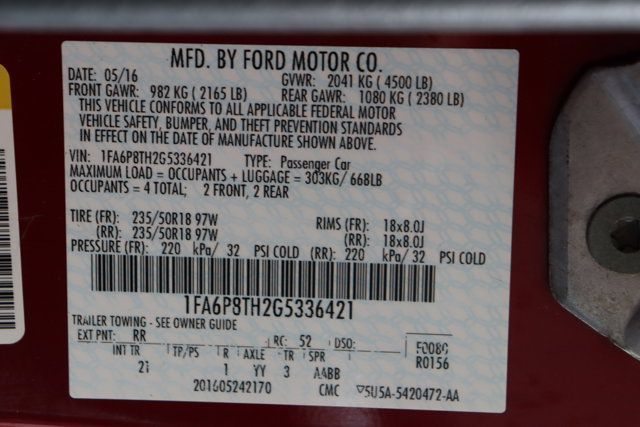 MFD. BY FORD MOTOR CO.
DATE: 05/16 GVWR: 2041 KG ( 4500 LB)
FRONT GAWR: 982 KG ( 2165 LB) REAR GAWR: 1080 KG ( 2380 LB)
THIS VEHICLE CONFORMS TO ALL APPLICABLE FEDERAL MOTOR
VEHICLE SAFETY, BUMPER, AND THEFT PREVENTION STANDARDS
IN EFFECT ON THE DATE OF MANUFACTURE SHOWN ABOVE.
VIN: 1FA6P8TH2G5336421 TYPE: Passenger Car
MAXIMUM LOAD = OCCUPANTS + LUGGAGE = 303KG/ 668LB
OCCUPANTS = 4 TOTAL; 2 FRONT, 2 REAR
TIRE (FR): 235/50R18 97W RIMS (FR): 18x8.0J
(RR): 235/50R18 97W (RR): 18x8.0J
PRESSURE (FR): 220 kPa/ 32 PSI COLD (RR): 220 kPa/ 32 PSI COLD
1FA6P8TH2G5336421
TRAILER TOWING - SEE OWNER GUIDE
EXT PNT: RR RC: 52 DSO: F0080
INT TR TP/PS R AXLE TR SPR R0156
21 1 YY 3 AABB
201605242170 CMC 5U5A-5420472-AA